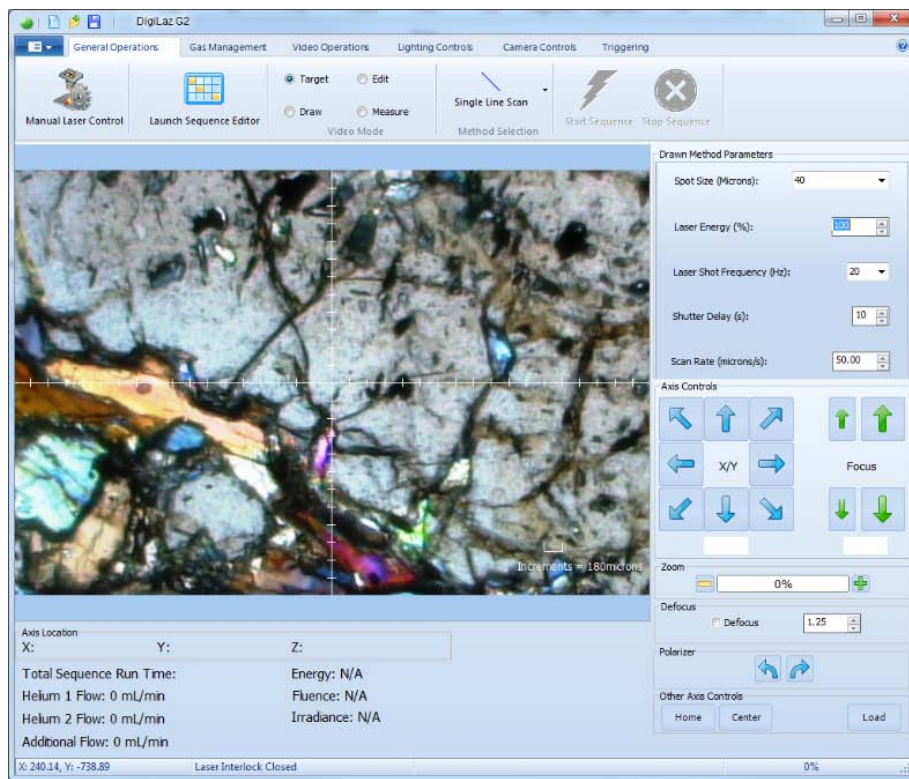 DigiLaz G2
General Operations Gas Management Video Operations Lighting Controls Camera Controls Triggering
Manual Laser Control
Launch Sequence Editor
Target Edit
Draw Measure
Video Mode
Single Line Scan
Method Selection
Start Sequence Stop Sequence
Drawn Method Parameters
Spot Size (Microns): 40
Laser Energy (%): 100
Laser Shot Frequency (Hz): 20
Shutter Delay (s): 10
Scan Rate (microns/s): 50.00
Axis Controls
X/Y Focus
Increments = 180microns
Zoom
0%
Defocus
Defocus 1.25
Polarizer
Other Axis Controls
Home Center Load
Axis Location
X: Y: Z:
Total Sequence Run Time: Energy: N/A
Helium 1 Flow: 0 mL/min Fluence: N/A
Helium 2 Flow: 0 mL/min Irradiance: N/A
Additional Flow: 0 mL/min
X: 240.14, Y: -738.89 Laser Interlock Closed 0%